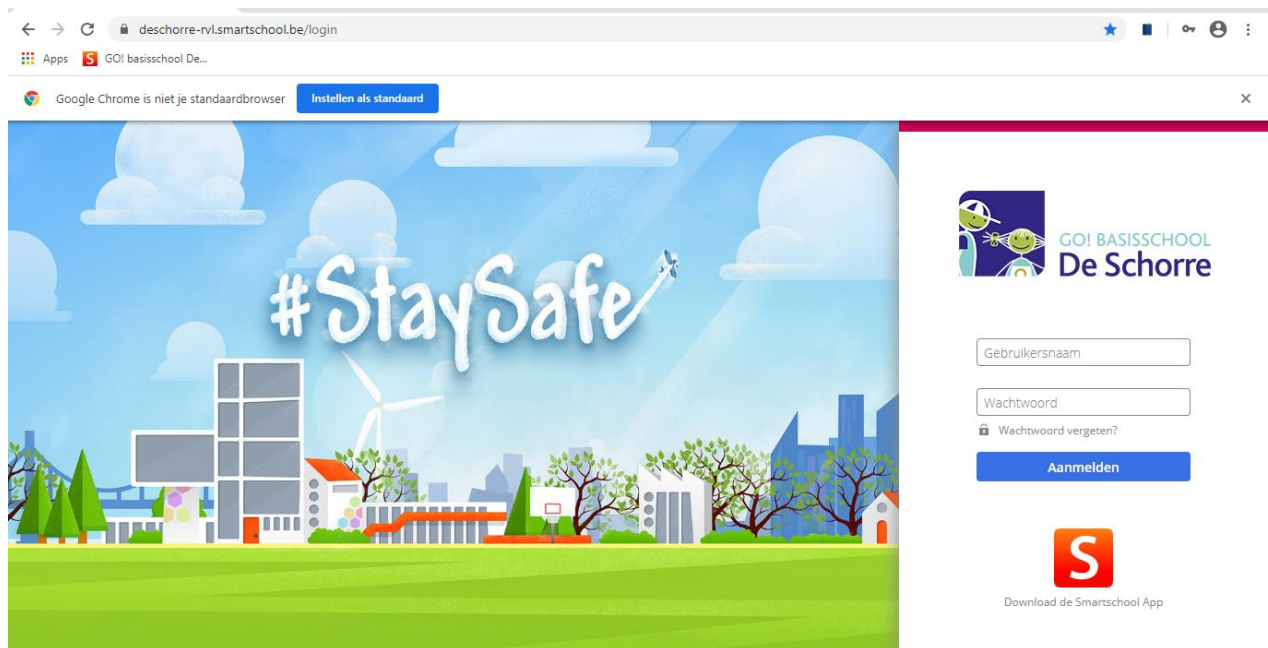 deschorre-rvl.smartschool.be/login
Apps
S
GO! basisschool De...
Google Chrome is niet je standaardbrowser
Instellen als standaard
#StaySafe
GO! BASISSCHOOL
De Schorre
Gebruikersnaam
Wachtwoord
Wachtwoord vergeten?
Aanmelden
S
Download de Smartschool App